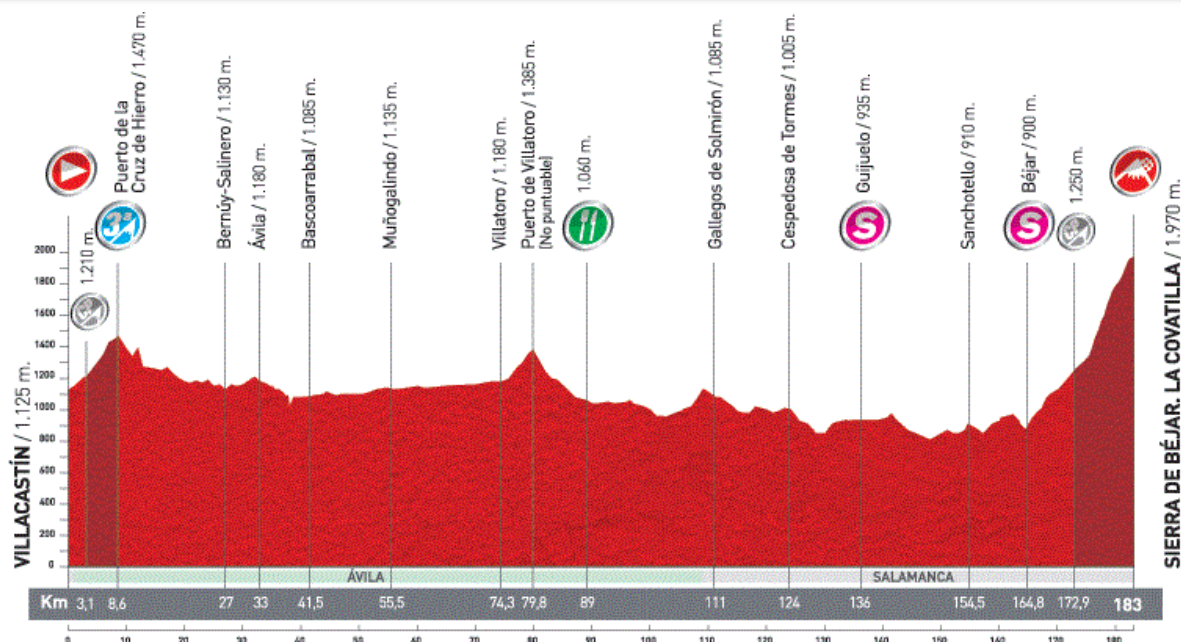 Puerto de la
Cruz de Hierro / 1.470 m.
1.210 m.
3ª
Bernúy-Salinero / 1.130 m.
Ávila / 1.180 m.
Bascoarrabal / 1.085 m.
Muñogalindo / 1.135 m.
Villatoro / 1.180 m.
Puerto de Villatoro / 1.385 m.
(No puntuable)
1.060 m.
Gallegos de Solmirón / 1.085 m.
Cespedosa de Tormes / 1.005 m.
Guijuelo / 935 m.
S
Sanchotello / 910 m.
Béjar / 900 m.
S
1.250 m.
VILLACASTÍN / 1.125 m.
SIERRA DE BÉJAR. LA COVATILLA / 1.970 m.
2000
1800
1600
1400
1200
1000
800
600
400
200
0
ÁVILA SALAMANCA
Km 3,1 8,6 27 33 41,5 55,5 74,3 79,8 89 111 124 136 154,5 164,8 172,9 183
0 10 20 30 40 50 60 70 80 90 100 110 120 130 140 150 160 170 180